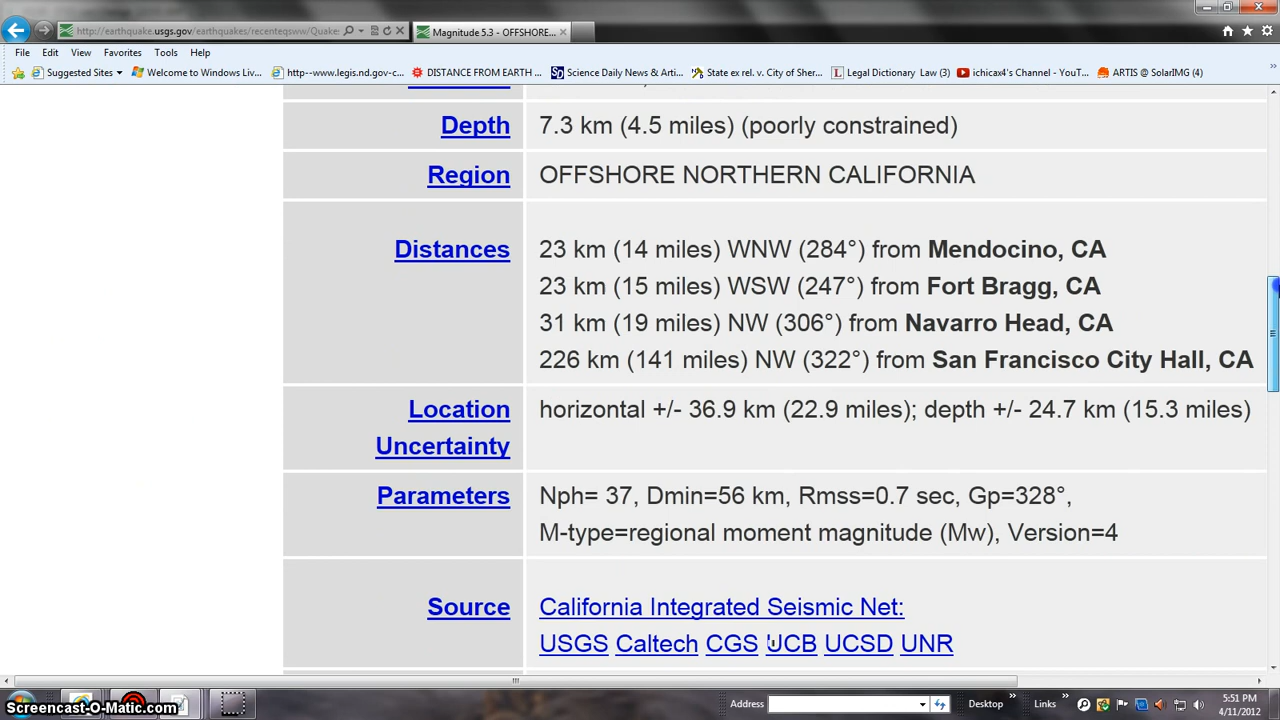 http://earthquake.usgs.gov/earthquakes/recenteqsww/Quake
Magnitude 5.3 - OFFSHORE...
File Edit View Favorites Tools Help
Suggested Sites Welcome to Windows Liv... http--www.legis.nd.gov-c... DISTANCE FROM EARTH ... Science Daily News & Arti... State ex rel. v. City of Sher... Legal Dictionary Law (3) ichicax4's Channel - YouT... ARTIS @ SolarIMG (4)
Depth 7.3 km (4.5 miles) (poorly constrained)
Region OFFSHORE NORTHERN CALIFORNIA
Distances 23 km (14 miles) WNW (284°) from Mendocino, CA
23 km (15 miles) WSW (247°) from Fort Bragg, CA
31 km (19 miles) NW (306°) from Navarro Head, CA
226 km (141 miles) NW (322°) from San Francisco City Hall, CA
Location horizontal +/- 36.9 km (22.9 miles); depth +/- 24.7 km (15.3 miles)
Uncertainty
Parameters Nph= 37, Dmin=56 km, Rmss=0.7 sec, Gp=328°,
M-type=regional moment magnitude (Mw), Version=4
Source California Integrated Seismic Net:
USGS Caltech CGS UCB UCSD UNR
Address Desktop Links 5:51 PM
4/11/2012
Screencast-O-Matic.com